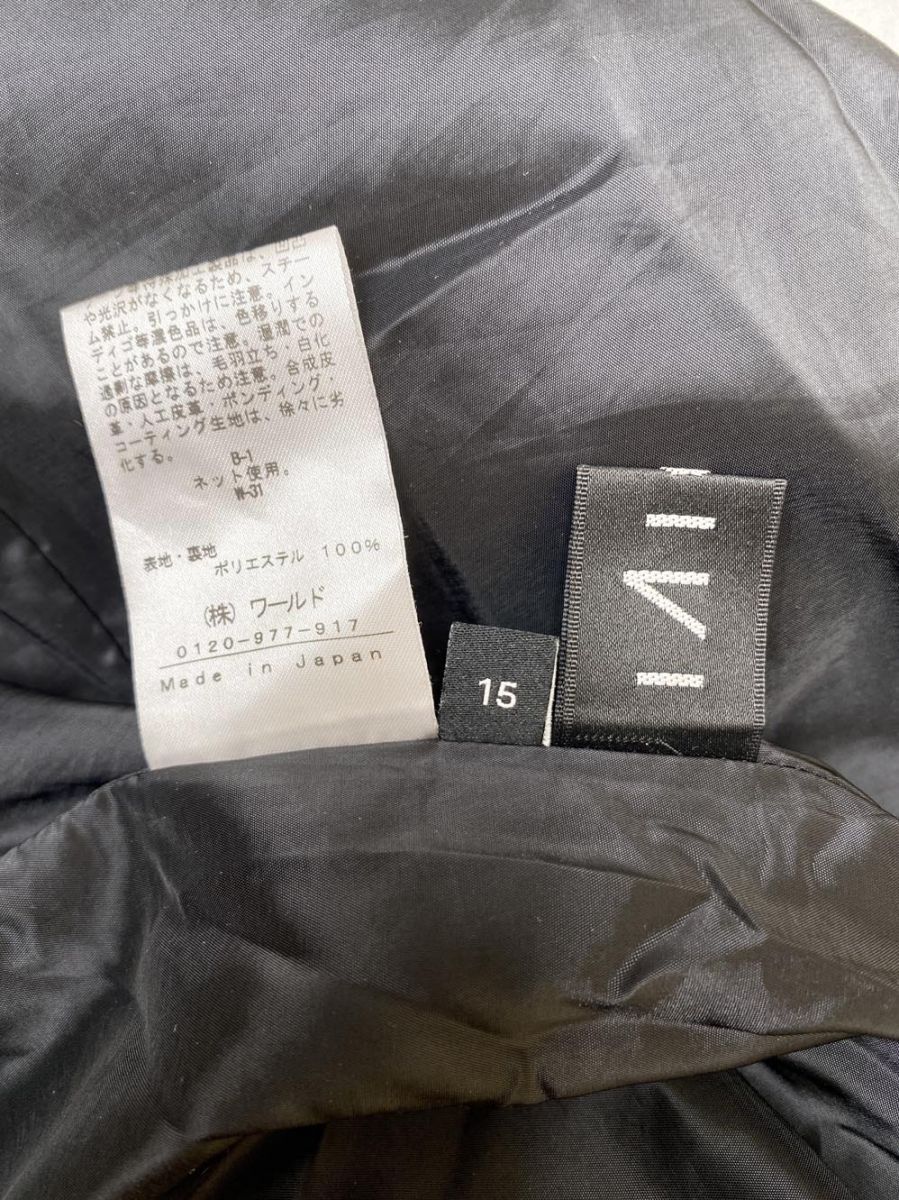 や光沢がなくなるため、スチー
ム禁止。引っかけに注意。イン
ディゴ等濃色品は、色移りする
ことがあるので注意。湿潤での
過剰な摩擦は、毛羽立ち・白化
の原因となるため注意。合成皮
革・人工皮革・ボンディング・
コーティング生地は、徐々に劣
化する。
B-1
ネット使用。
W-31
表地・裏地
ポリエステル 100%
(株) ワールド
0120-977-917
Made in Japan
15